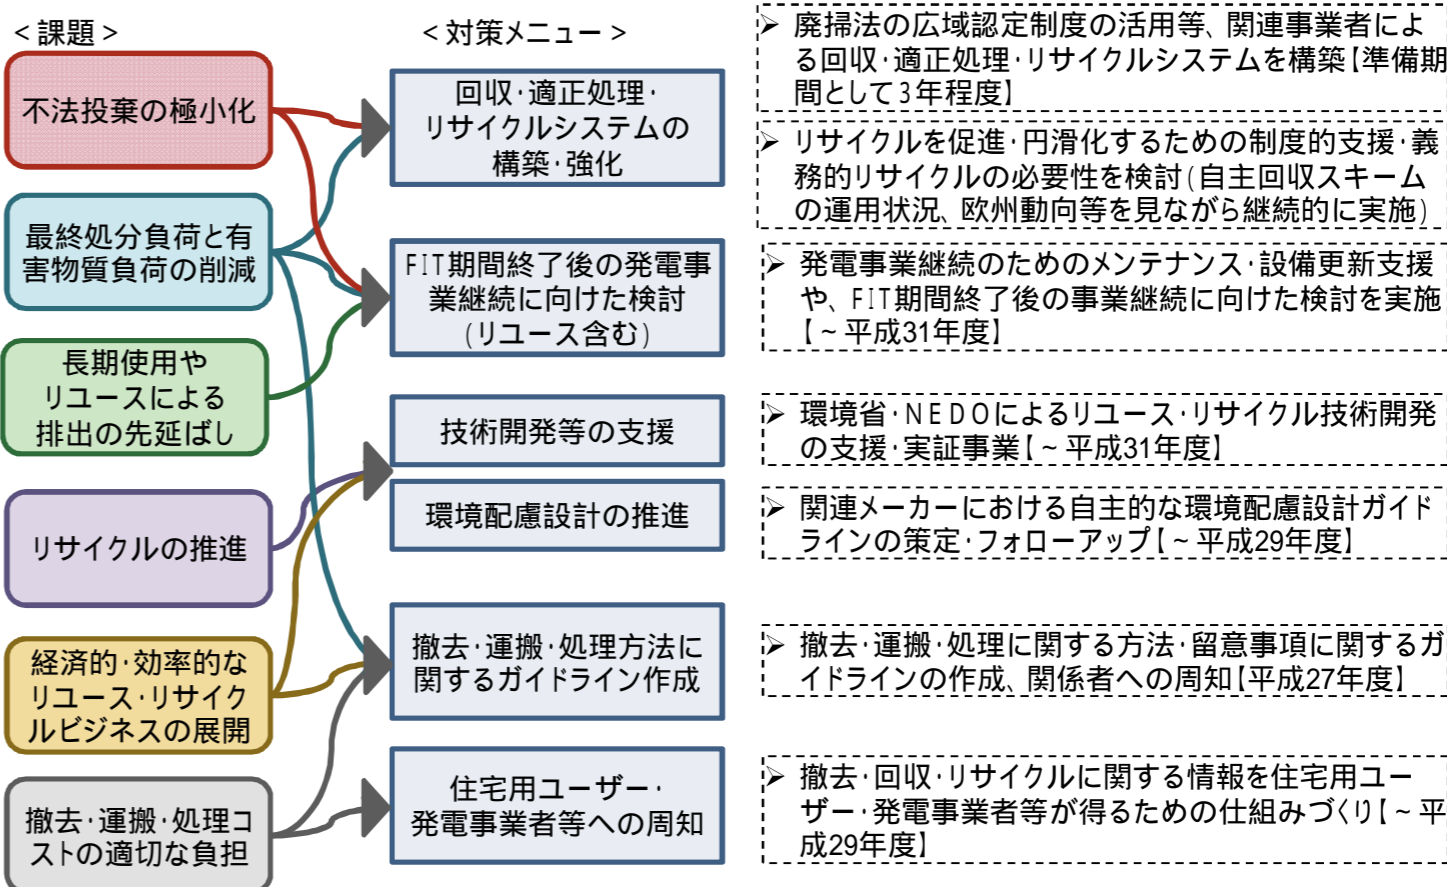 ＜課題＞
不法投棄の極小化
最終処分負荷と有
害物質負荷の削減
長期使用や
リユースによる
排出の先延ばし
リサイクルの推進
経済的・効率的な
リユース・リサイク
ルビジネスの展開
撤去・運搬・処理コ
ストの適切な負担
＜対策メニュー＞
回収・適正処理・
リサイクルシステムの
構築・強化
FIT期間終了後の発電事
業継続に向けた検討
（リユース含む）
技術開発等の支援
環境配慮設計の推進
撤去・運搬・処理方法に
関するガイドライン作成
住宅用ユーザー・
発電事業者等への周知
➢ 廃掃法の広域認定制度の活用等、関連事業者によ
る回収・適正処理・リサイクルシステムを構築【準備期
間として3年程度】
➢ リサイクルを促進・円滑化するための制度的支援・義
務的リサイクルの必要性を検討（自主回収スキーム
の運用状況、欧州動向等を見ながら継続的に実施）
➢ 発電事業継続のためのメンテナンス・設備更新支援
や、FIT期間終了後の事業継続に向けた検討を実施
【～平成31年度】
➢ 環境省・NEDOによるリユース・リサイクル技術開発
の支援・実証事業【～平成31年度】
➢ 関連メーカーにおける自主的な環境配慮設計ガイド
ラインの策定・フォローアップ【～平成29年度】
➢ 撤去・運搬・処理に関する方法・留意事項に関するガ
イドラインの作成、関係者への周知【平成27年度】
➢ 撤去・回収・リサイクルに関する情報を住宅用ユー
ザー・発電事業者等が得るための仕組みづくり【～平
成29年度】